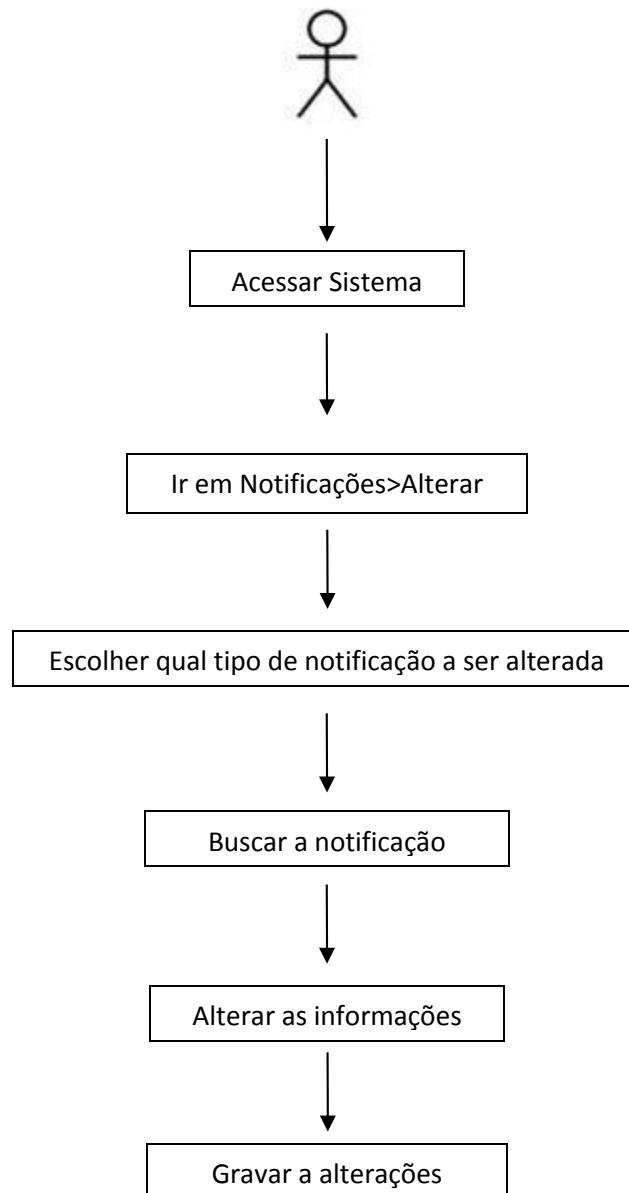 Acessar Sistema
Ir em Notificações>Alterar
Escolher qual tipo de notificação a ser alterada
Buscar a notificação
Alterar as informações
Gravar a alterações